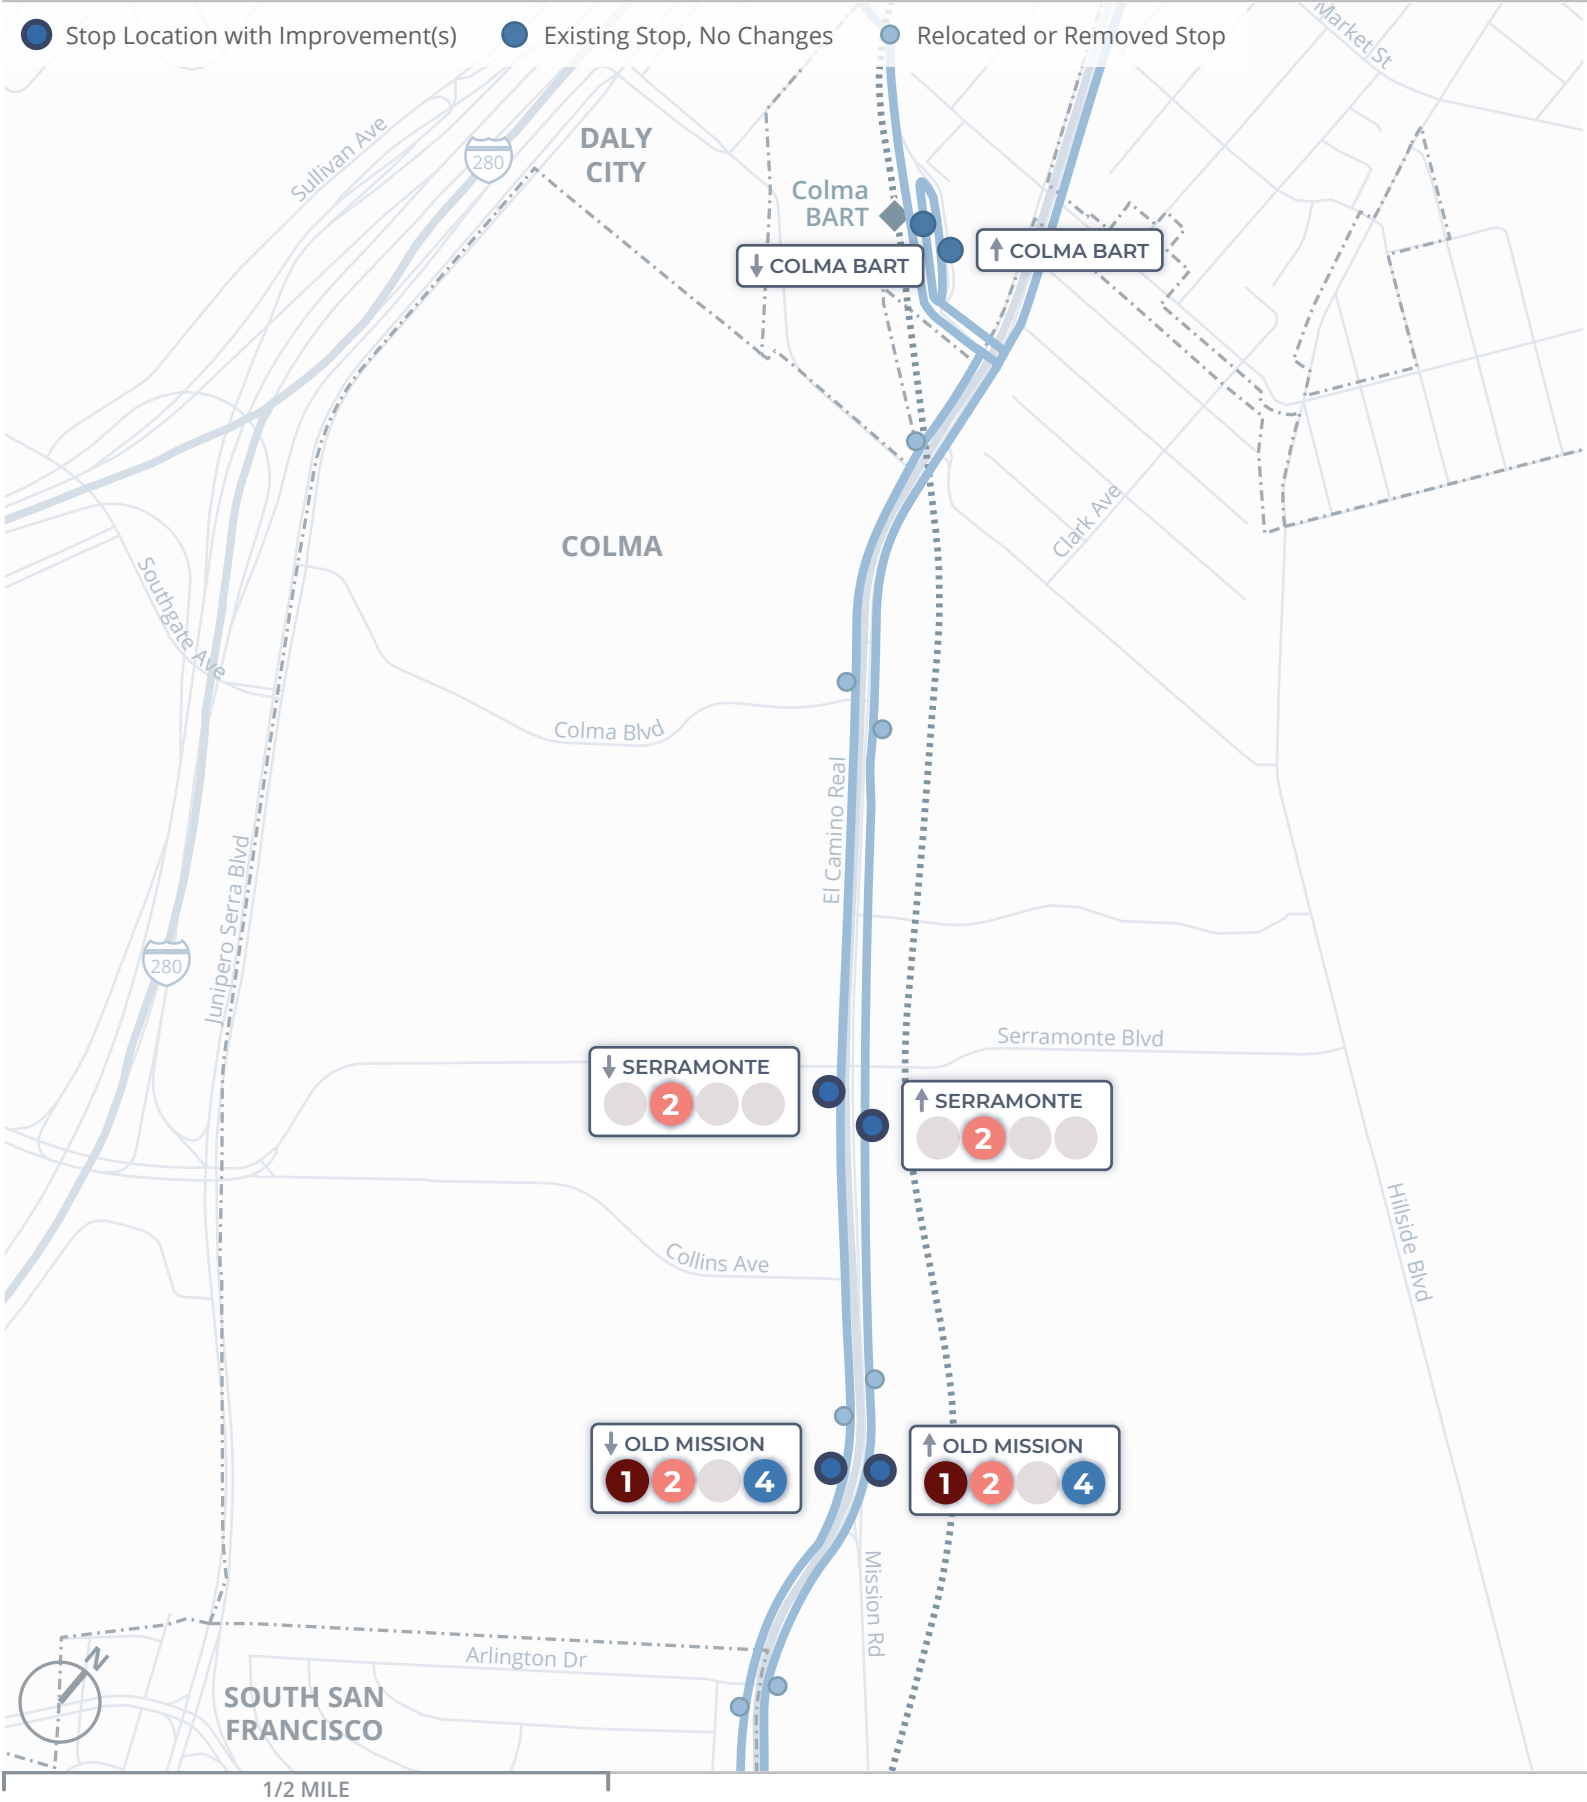 Stop Location with Improvement(s)
Existing Stop, No Changes
Relocated or Removed Stop
Market St
Sullivan Ave
280
DALY
CITY
Colma
BART
↓ COLMA BART
↑ COLMA BART
Clark Ave
COLMA
Southgate Ave
Colma Blvd
El Camino Real
Junipero Serra Blvd
280
Serramonte Blvd
↓ SERRAMONTE
2
↑ SERRAMONTE
2
Hillside Blvd
Collins Ave
↓ OLD MISSION
1 2 4
↑ OLD MISSION
1 2 4
Mission Rd
Arlington Dr
N
SOUTH SAN
FRANCISCO
1/2 MILE